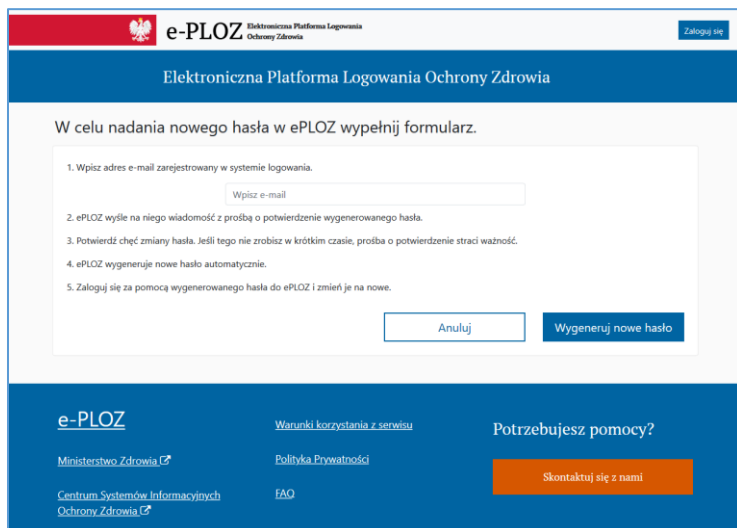 e-PLOZ Elektroniczna Platforma Logowania
Ochrony Zdrowia
Zaloguj się
Elektroniczna Platforma Logowania Ochrony Zdrowia
W celu nadania nowego hasła w ePLOZ wypełnij formularz.
1. Wpisz adres e-mail zarejestrowany w systemie logowania.
Wpisz e-mail
2. ePLOZ wyśle na niego wiadomość z prośbą o potwierdzenie wygenerowanego hasła.
3. Potwierdź chęć zmiany hasła. Jeśli tego nie zrobisz w krótkim czasie, prośba o potwierdzenie straci ważność.
4. ePLOZ wygeneruje nowe hasło automatycznie.
5. Zaloguj się za pomocą wygenerowanego hasła do ePLOZ i zmień je na nowe.
Anuluj
Wygeneruj nowe hasło
e-PLOZ
Ministerstwo Zdrowia
Centrum Systemów Informacyjnych
Ochrony Zdrowia
Warunki korzystania z serwisu
Polityka Prywatności
FAQ
Potrzebujesz pomocy?
Skontaktuj się z nami